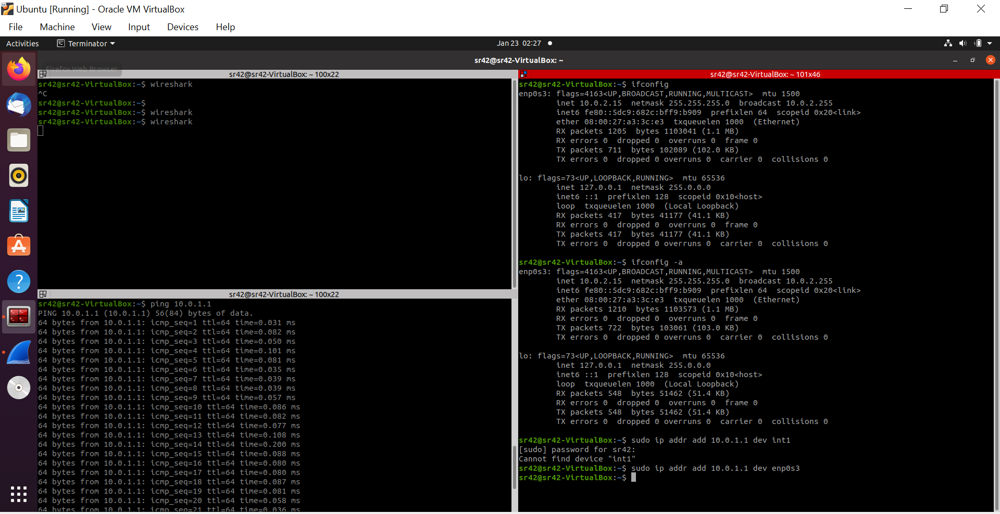 Ubuntu [Running] - Oracle VM VirtualBox
File Machine View Input Devices Help
Activities Terminator Jan 23 02:27
sr42@sr42-VirtualBox: ~
Firefox Web Browser
sr42@sr42-VirtualBox: ~ 100x22
sr42@sr42-VirtualBox:~$ wireshark
^C
sr42@sr42-VirtualBox:~$
sr42@sr42-VirtualBox:~$ wireshark
sr42@sr42-VirtualBox:~$ wireshark
sr42@sr42-VirtualBox: ~ 100x22
sr42@sr42-VirtualBox:~$ ping 10.0.1.1
PING 10.0.1.1 (10.0.1.1) 56(84) bytes of data.
64 bytes from 10.0.1.1: icmp_seq=1 ttl=64 time=0.031 ms
64 bytes from 10.0.1.1: icmp_seq=2 ttl=64 time=0.082 ms
64 bytes from 10.0.1.1: icmp_seq=3 ttl=64 time=0.050 ms
64 bytes from 10.0.1.1: icmp_seq=4 ttl=64 time=0.101 ms
64 bytes from 10.0.1.1: icmp_seq=5 ttl=64 time=0.081 ms
64 bytes from 10.0.1.1: icmp_seq=6 ttl=64 time=0.035 ms
64 bytes from 10.0.1.1: icmp_seq=7 ttl=64 time=0.039 ms
64 bytes from 10.0.1.1: icmp_seq=8 ttl=64 time=0.039 ms
64 bytes from 10.0.1.1: icmp_seq=9 ttl=64 time=0.057 ms
64 bytes from 10.0.1.1: icmp_seq=10 ttl=64 time=0.086 ms
64 bytes from 10.0.1.1: icmp_seq=11 ttl=64 time=0.082 ms
64 bytes from 10.0.1.1: icmp_seq=12 ttl=64 time=0.077 ms
64 bytes from 10.0.1.1: icmp_seq=13 ttl=64 time=0.108 ms
64 bytes from 10.0.1.1: icmp_seq=14 ttl=64 time=0.200 ms
64 bytes from 10.0.1.1: icmp_seq=15 ttl=64 time=0.088 ms
64 bytes from 10.0.1.1: icmp_seq=16 ttl=64 time=0.080 ms
64 bytes from 10.0.1.1: icmp_seq=17 ttl=64 time=0.080 ms
64 bytes from 10.0.1.1: icmp_seq=18 ttl=64 time=0.087 ms
64 bytes from 10.0.1.1: icmp_seq=19 ttl=64 time=0.081 ms
64 bytes from 10.0.1.1: icmp_seq=20 ttl=64 time=0.058 ms
64 bytes from 10.0.1.1: icmp_seq=21 ttl=64 time=0.036 ms
sr42@sr42-VirtualBox: ~ 101x46
sr42@sr42-VirtualBox:~$ ifconfig
enp0s3: flags=4163<UP,BROADCAST,RUNNING,MULTICAST>  mtu 1500
inet 10.0.2.15  netmask 255.255.255.0  broadcast 10.0.2.255
inet6 fe80::5dc9:682c:bff9:b909  prefixlen 64  scopeid 0x20<link>
ether 08:00:27:a3:3c:e3  txqueuelen 1000  (Ethernet)
RX packets 1205  bytes 1103041 (1.1 MB)
RX errors 0  dropped 0  overruns 0  frame 0
TX packets 711  bytes 102089 (102.0 KB)
TX errors 0  dropped 0 overruns 0  carrier 0  collisions 0
lo: flags=73<UP,LOOPBACK,RUNNING>  mtu 65536
inet 127.0.0.1  netmask 255.0.0.0
inet6 ::1  prefixlen 128  scopeid 0x10<host>
loop  txqueuelen 1000  (Local Loopback)
RX packets 417  bytes 41177 (41.1 KB)
RX errors 0  dropped 0  overruns 0  frame 0
TX packets 417  bytes 41177 (41.1 KB)
TX errors 0  dropped 0 overruns 0  carrier 0  collisions 0
sr42@sr42-VirtualBox:~$ ifconfig -a
enp0s3: flags=4163<UP,BROADCAST,RUNNING,MULTICAST>  mtu 1500
inet 10.0.2.15  netmask 255.255.255.0  broadcast 10.0.2.255
inet6 fe80::5dc9:682c:bff9:b909  prefixlen 64  scopeid 0x20<link>
ether 08:00:27:a3:3c:e3  txqueuelen 1000  (Ethernet)
RX packets 1210  bytes 1103573 (1.1 MB)
RX errors 0  dropped 0  overruns 0  frame 0
TX packets 722  bytes 103061 (103.0 KB)
TX errors 0  dropped 0 overruns 0  carrier 0  collisions 0
lo: flags=73<UP,LOOPBACK,RUNNING>  mtu 65536
inet 127.0.0.1  netmask 255.0.0.0
inet6 ::1  prefixlen 128  scopeid 0x10<host>
loop  txqueuelen 1000  (Local Loopback)
RX packets 548  bytes 51462 (51.4 KB)
RX errors 0  dropped 0  overruns 0  frame 0
TX packets 548  bytes 51462 (51.4 KB)
TX errors 0  dropped 0 overruns 0  carrier 0  collisions 0
sr42@sr42-VirtualBox:~$ sudo ip addr add 10.0.1.1 dev int1
[sudo] password for sr42:
Cannot find device "int1"
sr42@sr42-VirtualBox:~$ sudo ip addr add 10.0.1.1 dev enp0s3
sr42@sr42-VirtualBox:~$